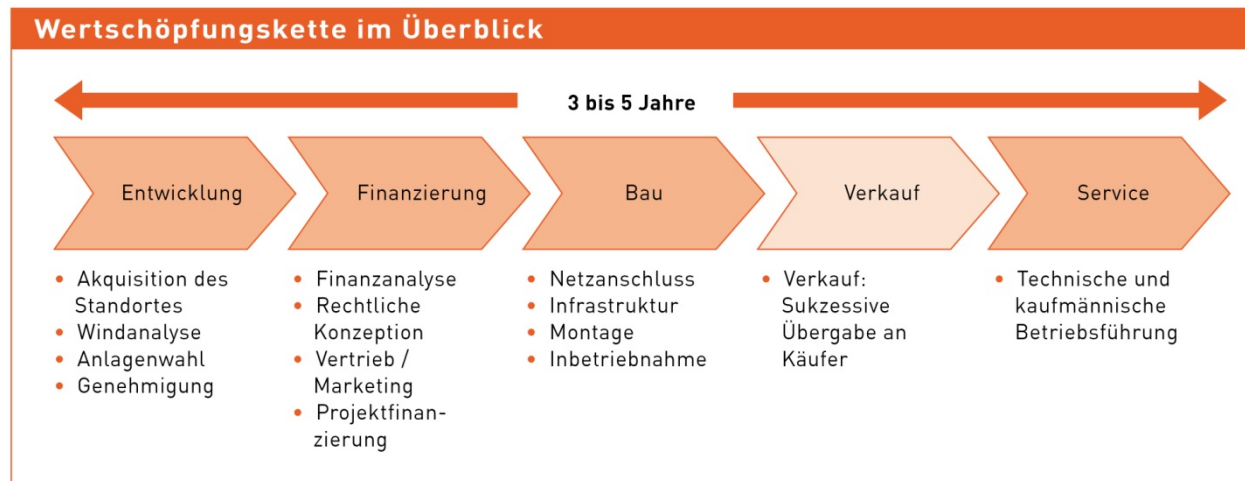 Wertschöpfungskette im Überblick
3 bis 5 Jahre
Entwicklung
Finanzierung
Bau
Verkauf
Service
• Akquisition des
Standortes
• Windanalyse
• Anlagenwahl
• Genehmigung
• Finanzanalyse
• Rechtliche
Konzeption
• Vertrieb /
Marketing
• Projektfinan-
zierung
• Netzanschluss
• Infrastruktur
• Montage
• Inbetriebnahme
• Verkauf:
Sukzessive
Übergabe an
Käufer
• Technische und
kaufmännische
Betriebsführung